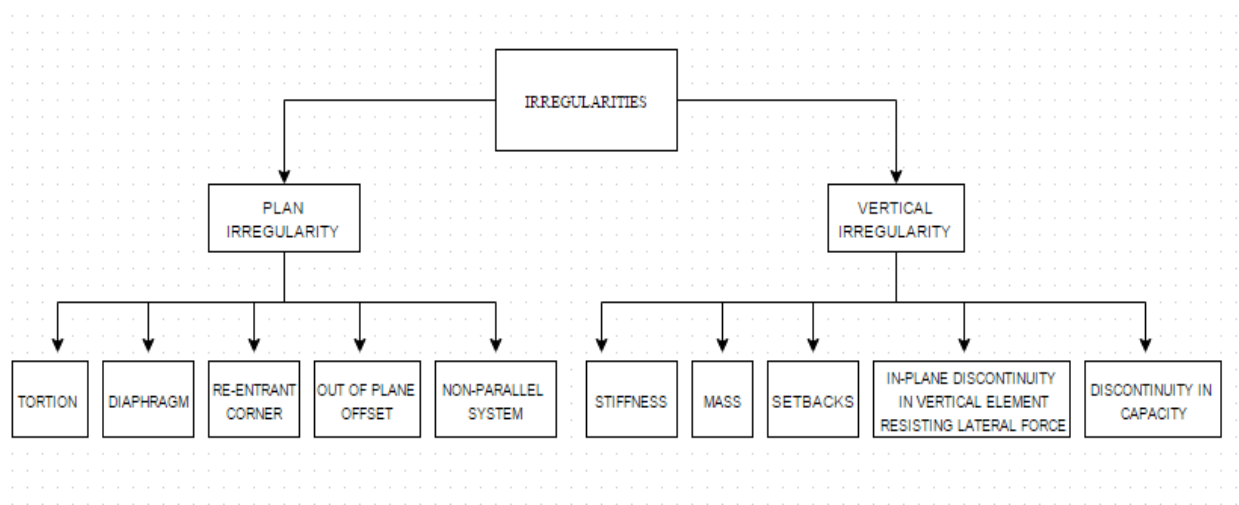 IRREGULARITIES
PLAN
IRREGULARITY
VERTICAL
IRREGULARITY
TORTION
DIAPHRAGM
RE-ENTRANT
CORNER
OUT OF PLANE
OFFSET
NON-PARALLEL
SYSTEM
STIFFNESS
MASS
SETBACKS
IN-PLANE DISCONTINUITY
IN VERTICAL ELEMENT
RESISTING LATERAL FORCE
DISCONTINUITY IN
CAPACITY